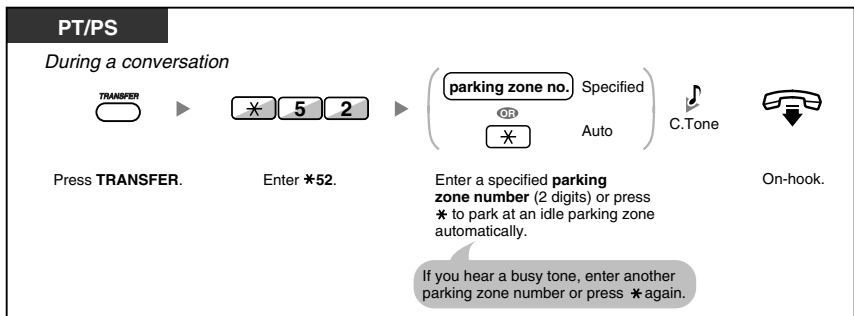 PT/PS
During a conversation
TRANSFER
* 5 2
parking zone no. Specified
OR
* Auto
C.Tone
Press TRANSFER.
Enter *52.
Enter a specified parking
zone number (2 digits) or press
* to park at an idle parking zone
automatically.
On-hook.
If you hear a busy tone, enter another
parking zone number or press * again.